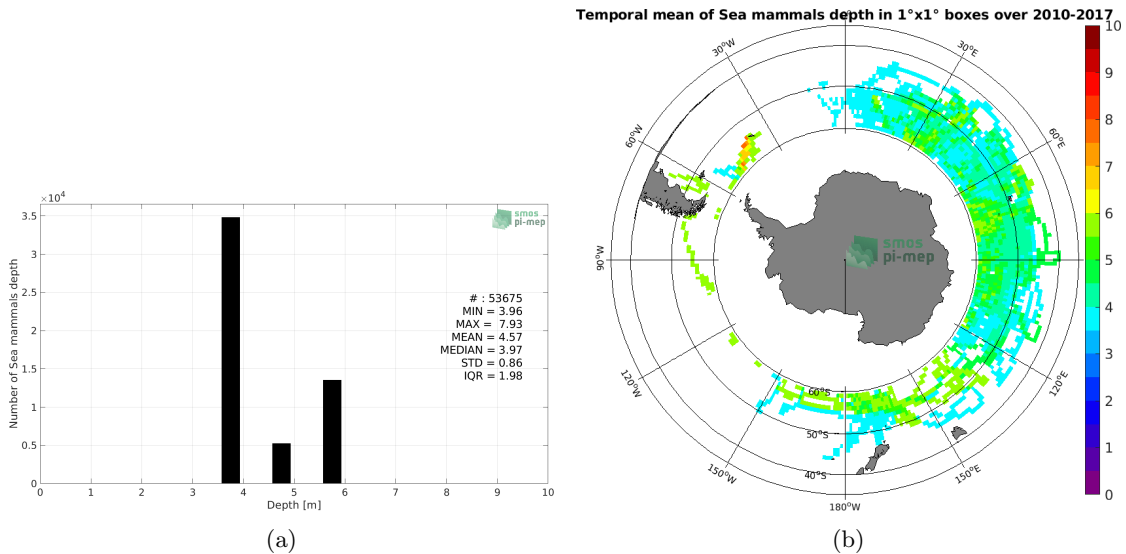 Temporal mean of Sea mammals depth in 1°x1° boxes over 2010-2017
×10⁴
3.5
3
2.5
2
1.5
1
0.5
0
Number of Sea mammals depth
0 1 2 3 4 5 6 7 8 9 10
Depth [m]
smos
pi-mep
# : 53675
MIN = 3.96
MAX = 7.93
MEAN = 4.57
MEDIAN = 3.97
STD = 0.86
IQR = 1.98
(a)
0°
30°W
30°E
60°W
60°E
90°W
120°W
120°E
150°W
150°E
180°W
60°S
50°S
40°S
smos
pi-mep
10
9
8
7
6
5
4
3
2
1
0
(b)